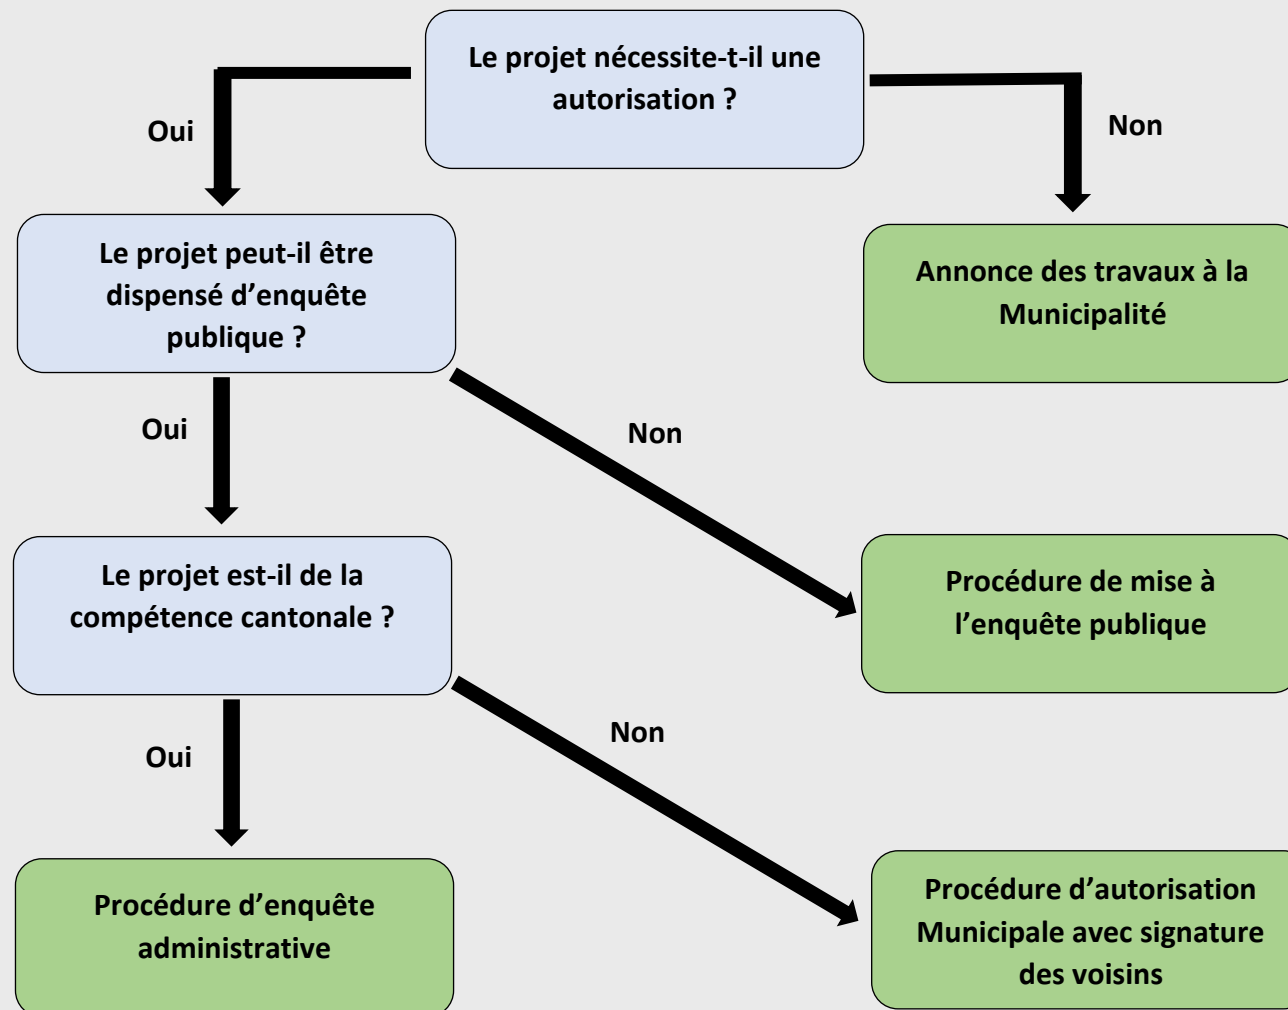 Le projet nécessite-t-il une
autorisation ?
Oui
Non
Le projet peut-il être
dispensé d’enquête
publique ?
Annonce des travaux à la
Municipalité
Oui
Non
Le projet est-il de la
compétence cantonale ?
Procédure de mise à
l’enquête publique
Oui
Non
Procédure d’enquête
administrative
Procédure d’autorisation
Municipale avec signature
des voisins